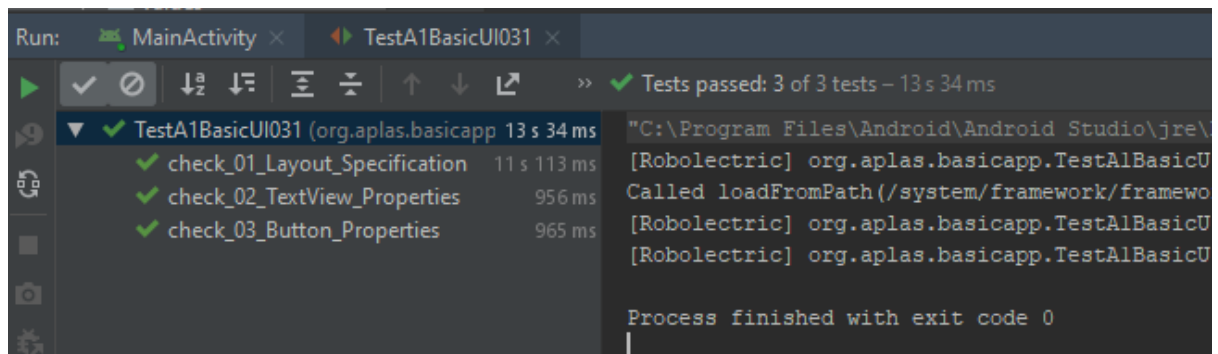 Run: MainActivity TestA1BasicUI031
Tests passed: 3 of 3 tests – 13 s 34 ms
TestA1BasicUI031 (org.aplas.basicapp 13 s 34 ms
check_01_Layout_Specification 11 s 113 ms
check_02_TextView_Properties 956 ms
check_03_Button_Properties 965 ms
"C:\Program Files\Android\Android Studio\jre\
[Robolectric] org.aplas.basicapp.TestA1BasicU
Called loadFromPath(/system/framework/framewo
[Robolectric] org.aplas.basicapp.TestA1BasicU
[Robolectric] org.aplas.basicapp.TestA1BasicU
Process finished with exit code 0